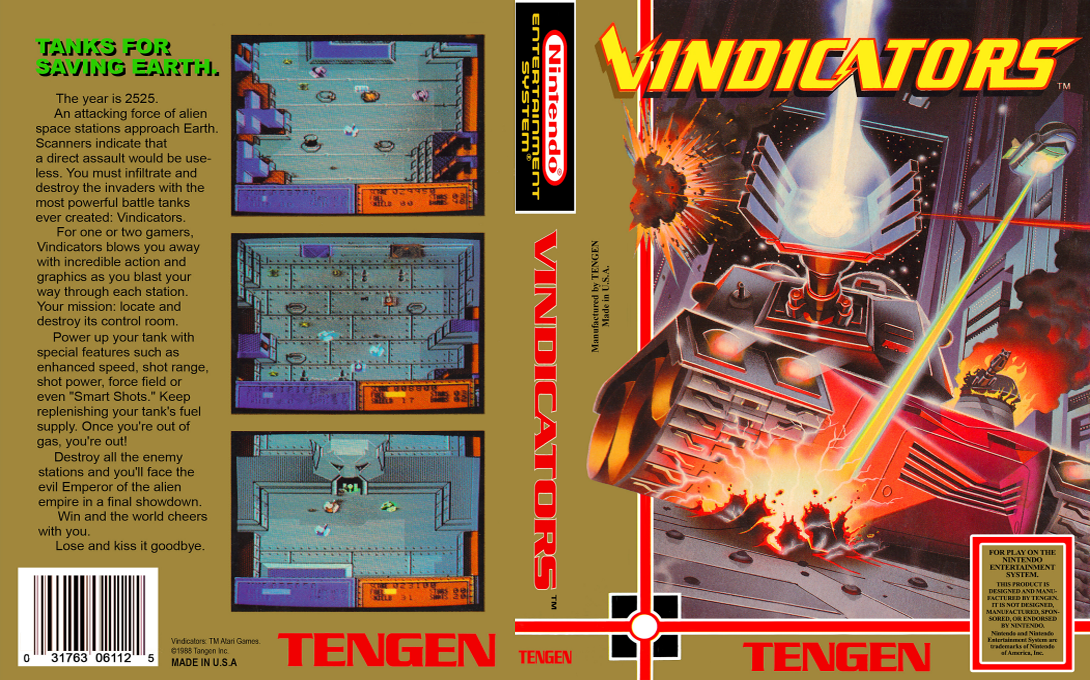 TANKS FOR
SAVING EARTH.
The year is 2525.
An attacking force of alien
space stations approach Earth.
Scanners indicate that
a direct assault would be use-
less. You must infiltrate and
destroy the invaders with the
most powerful battle tanks
ever created: Vindicators.
For one or two gamers,
Vindicators blows you away
with incredible action and
graphics as you blast your
way through each station.
Your mission: locate and
destroy its control room.
Power up your tank with
special features such as
enhanced speed, shot range,
shot power, force field or
even "Smart Shots." Keep
replenishing your tank's fuel
supply. Once you're out of
gas, you're out!
Destroy all the enemy
stations and you'll face the
evil Emperor of the alien
empire in a final showdown.
Win and the world cheers
with you.
Lose and kiss it goodbye.
0 31763 06112 5
Vindicators: TM Atari Games.
©1988 Tangen Inc.
MADE IN U.S.A
TENGEN
Nintendo®
ENTERTAINMENT
SYSTEM®
VINDICATORS™
TENGEN
Manufactured by TENGEN
Made in U.S.A.
VINDICATORS™
TENGEN
FOR PLAY ON THE
NINTENDO
ENTERTAINMENT
SYSTEM.
THIS PRODUCT IS
DESIGNED AND MANU-
FACTURED BY TENGEN.
IT IS NOT DESIGNED,
MANUFACTURED, SPON-
SORED, OR ENDORSED
BY NINTENDO.
Nintendo and Nintendo
Entertainment System are
trademarks of Nintendo
of America, Inc.